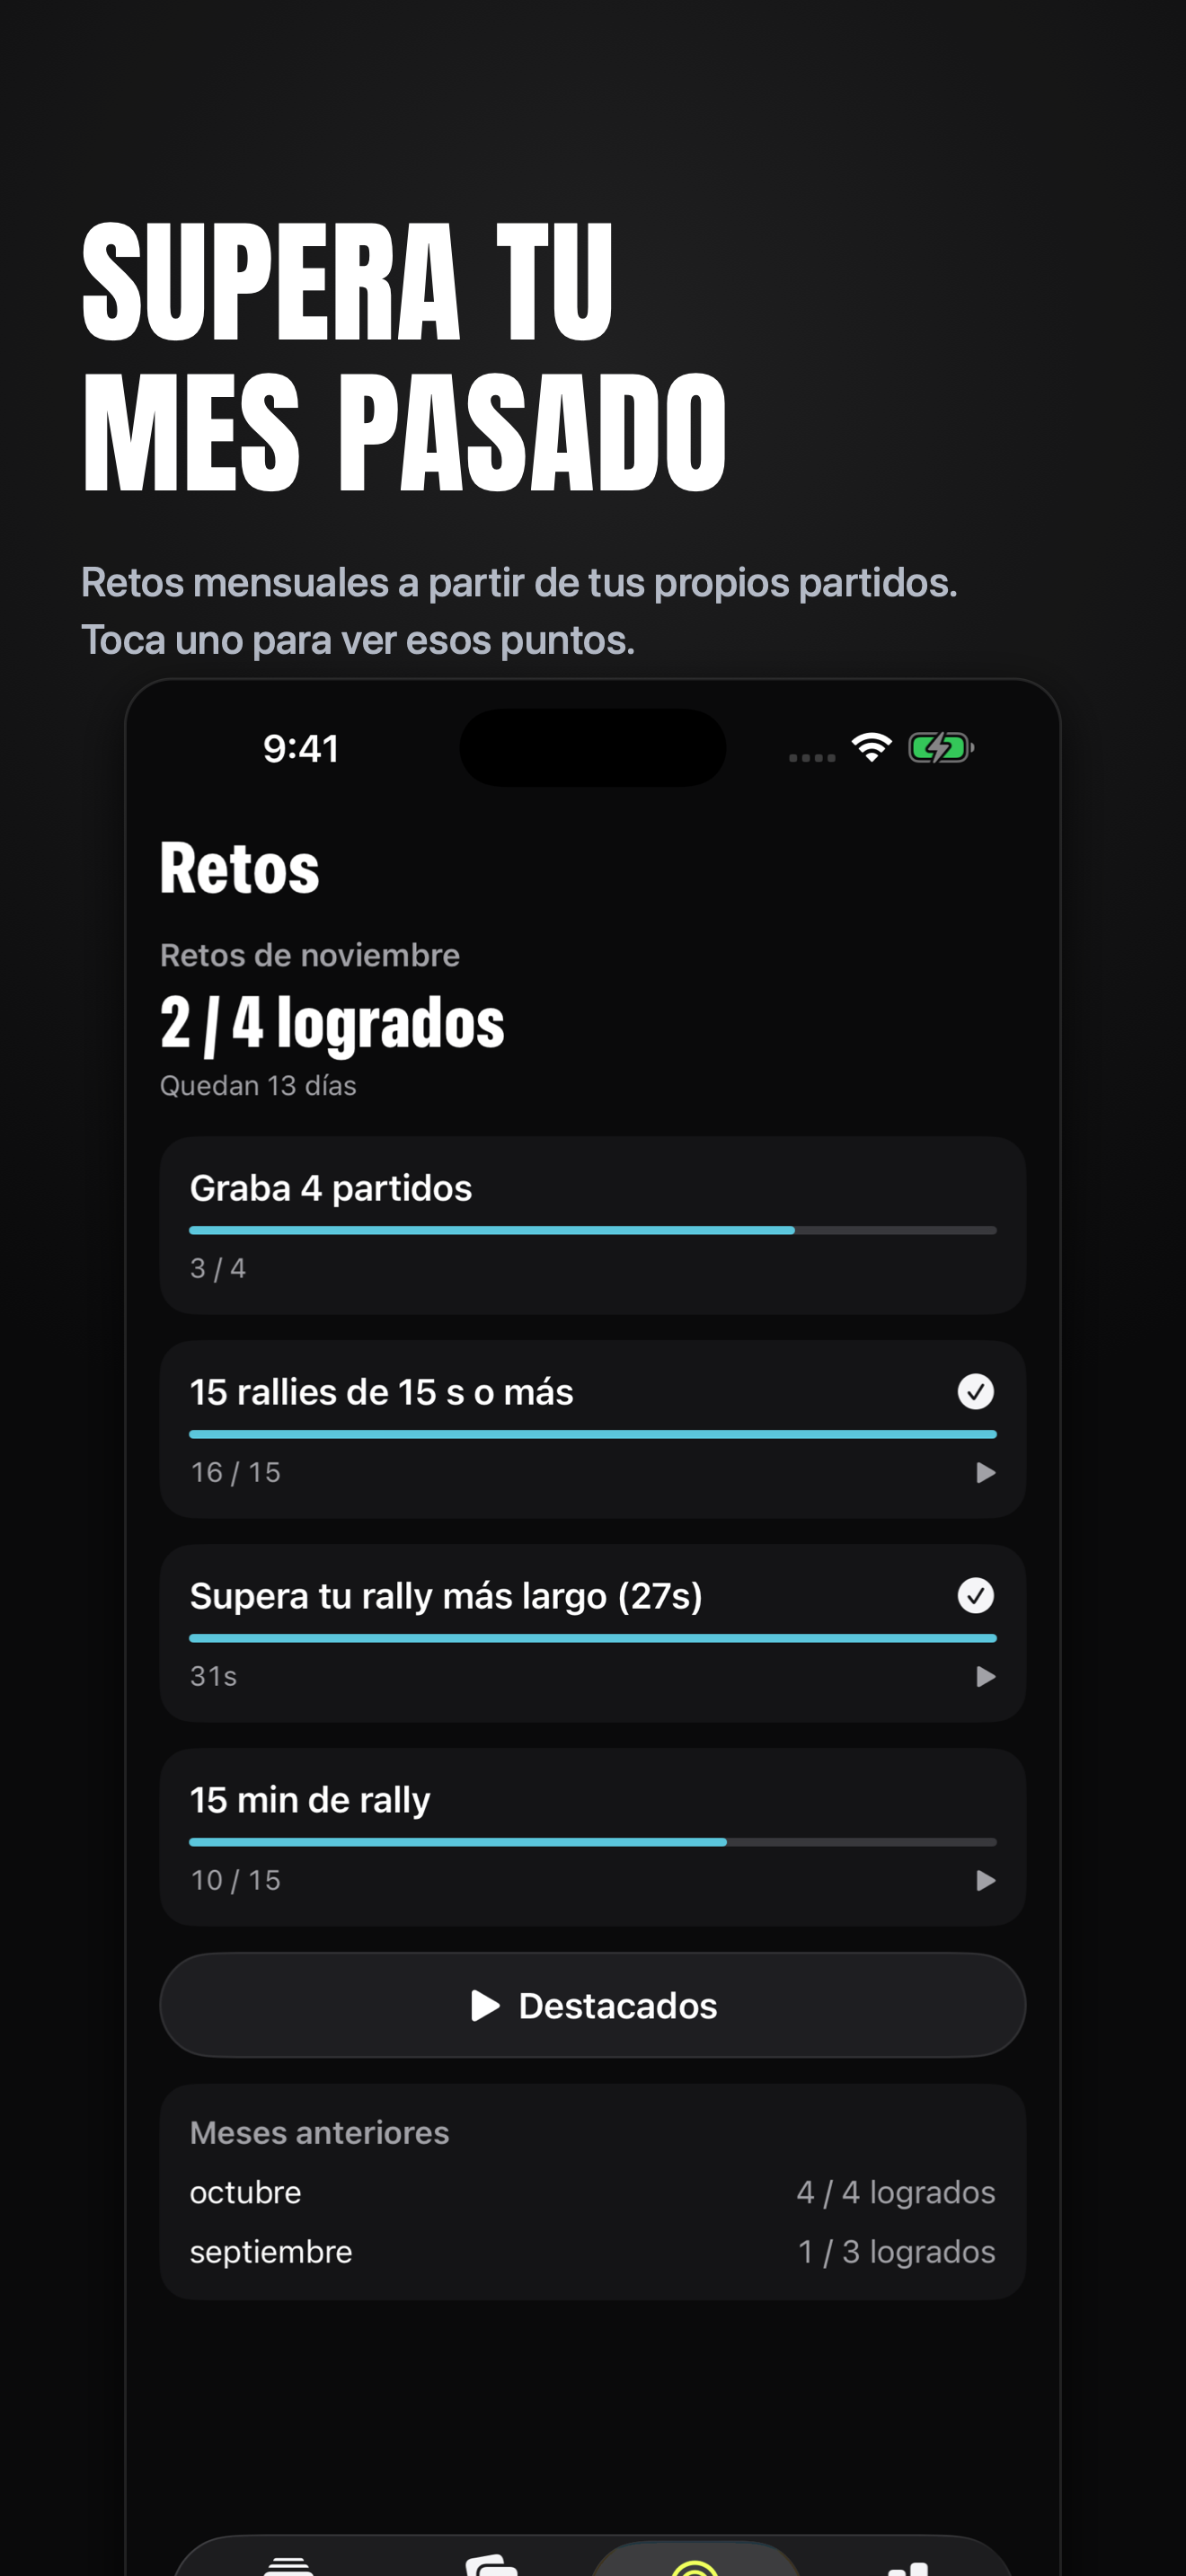 SUPERA TU
MES PASADO
Retos mensuales a partir de tus propios partidos.
Toca uno para ver esos puntos.
9:41
Retos
Retos de noviembre
2 / 4 logrados
Quedan 13 días
Graba 4 partidos
3 / 4
15 rallies de 15 s o más
16 / 15
Supera tu rally más largo (27s)
31s
15 min de rally
10 / 15
Destacados
Meses anteriores
octubre 4 / 4 logrados
septiembre 1 / 3 logrados